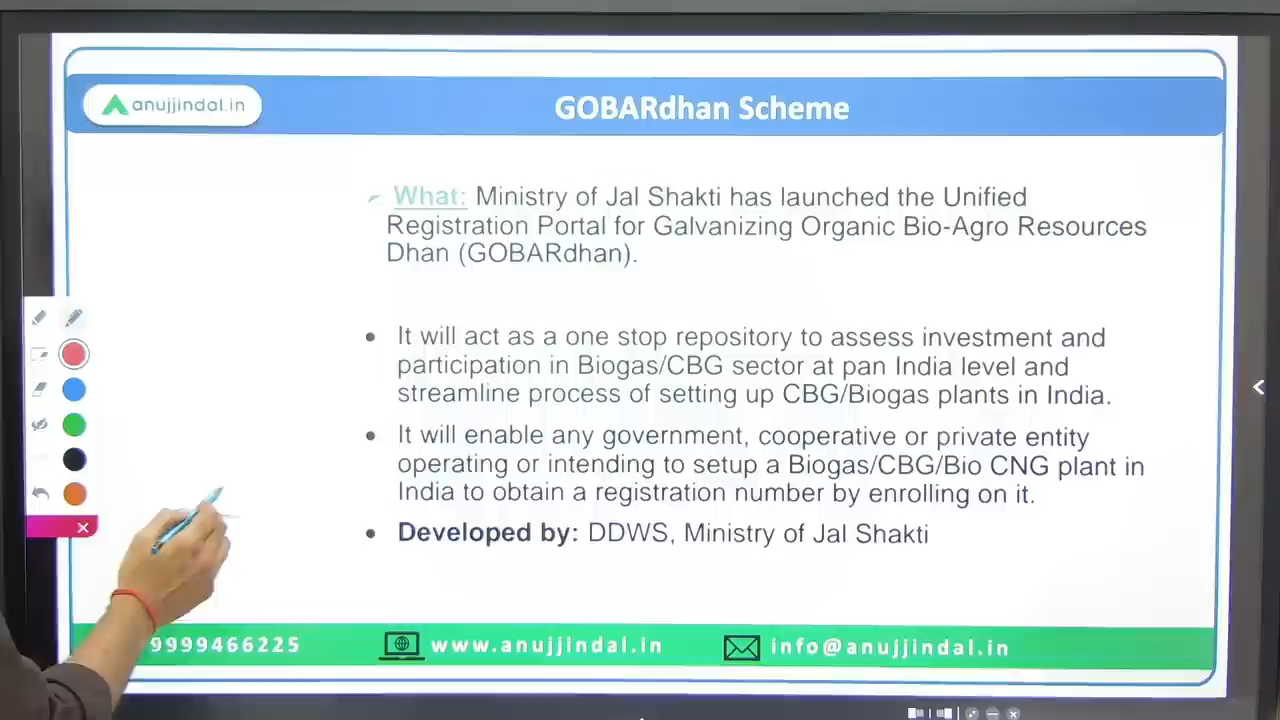 anujjindal.in
GOBARdhan Scheme
What: Ministry of Jal Shakti has launched the Unified
Registration Portal for Galvanizing Organic Bio-Agro Resources
Dhan (GOBARdhan).
• It will act as a one stop repository to assess investment and
participation in Biogas/CBG sector at pan India level and
streamline process of setting up CBG/Biogas plants in India.
• It will enable any government, cooperative or private entity
operating or intending to setup a Biogas/CBG/Bio CNG plant in
India to obtain a registration number by enrolling on it.
• Developed by: DDWS, Ministry of Jal Shakti
9999466225
www.anujjindal.in
info@anujjindal.in